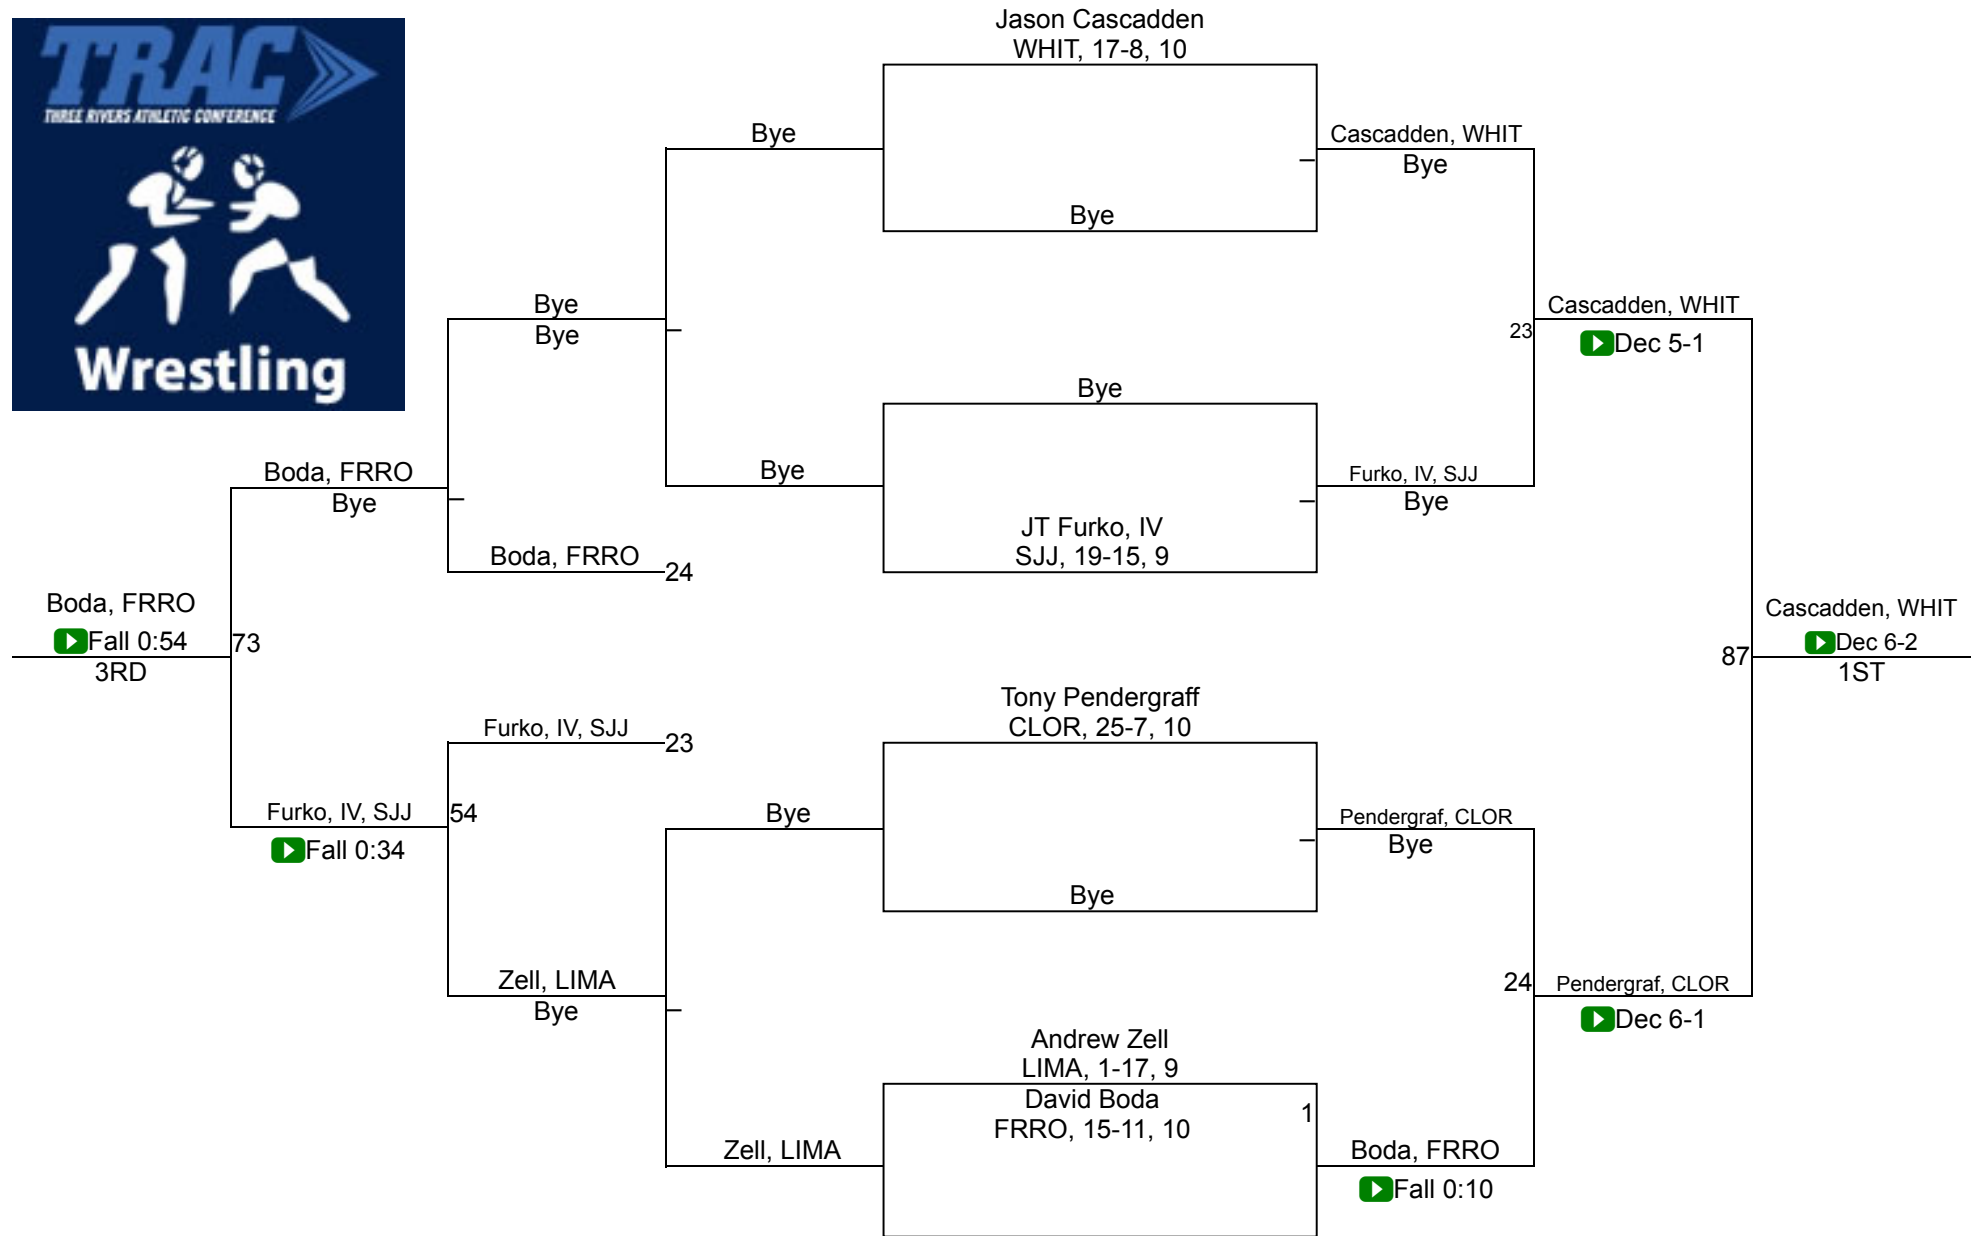 TRAC
THREE RIVERS ATHLETIC CONFERENCE
Wrestling
Jason Cascadden
WHIT, 17-8, 10
Bye
Cascadden, WHIT
Bye
Bye
Bye
Bye
Cascadden, WHIT
23
Dec 5-1
Bye
Boda, FRRO
Bye
Bye
Furko, IV, SJJ
Bye
JT Furko, IV
SJJ, 19-15, 9
Boda, FRRO
24
Boda, FRRO
Fall 0:54
3RD
73
Cascadden, WHIT
Dec 6-2
1ST
87
Tony Pendergraff
CLOR, 25-7, 10
Furko, IV, SJJ
23
Furko, IV, SJJ
54
Fall 0:34
Bye
Pendergraf, CLOR
Bye
Bye
Zell, LIMA
Bye
24
Pendergraf, CLOR
Dec 6-1
Andrew Zell
LIMA, 1-17, 9
David Boda
FRRO, 15-11, 10
1
Zell, LIMA
Boda, FRRO
Fall 0:10